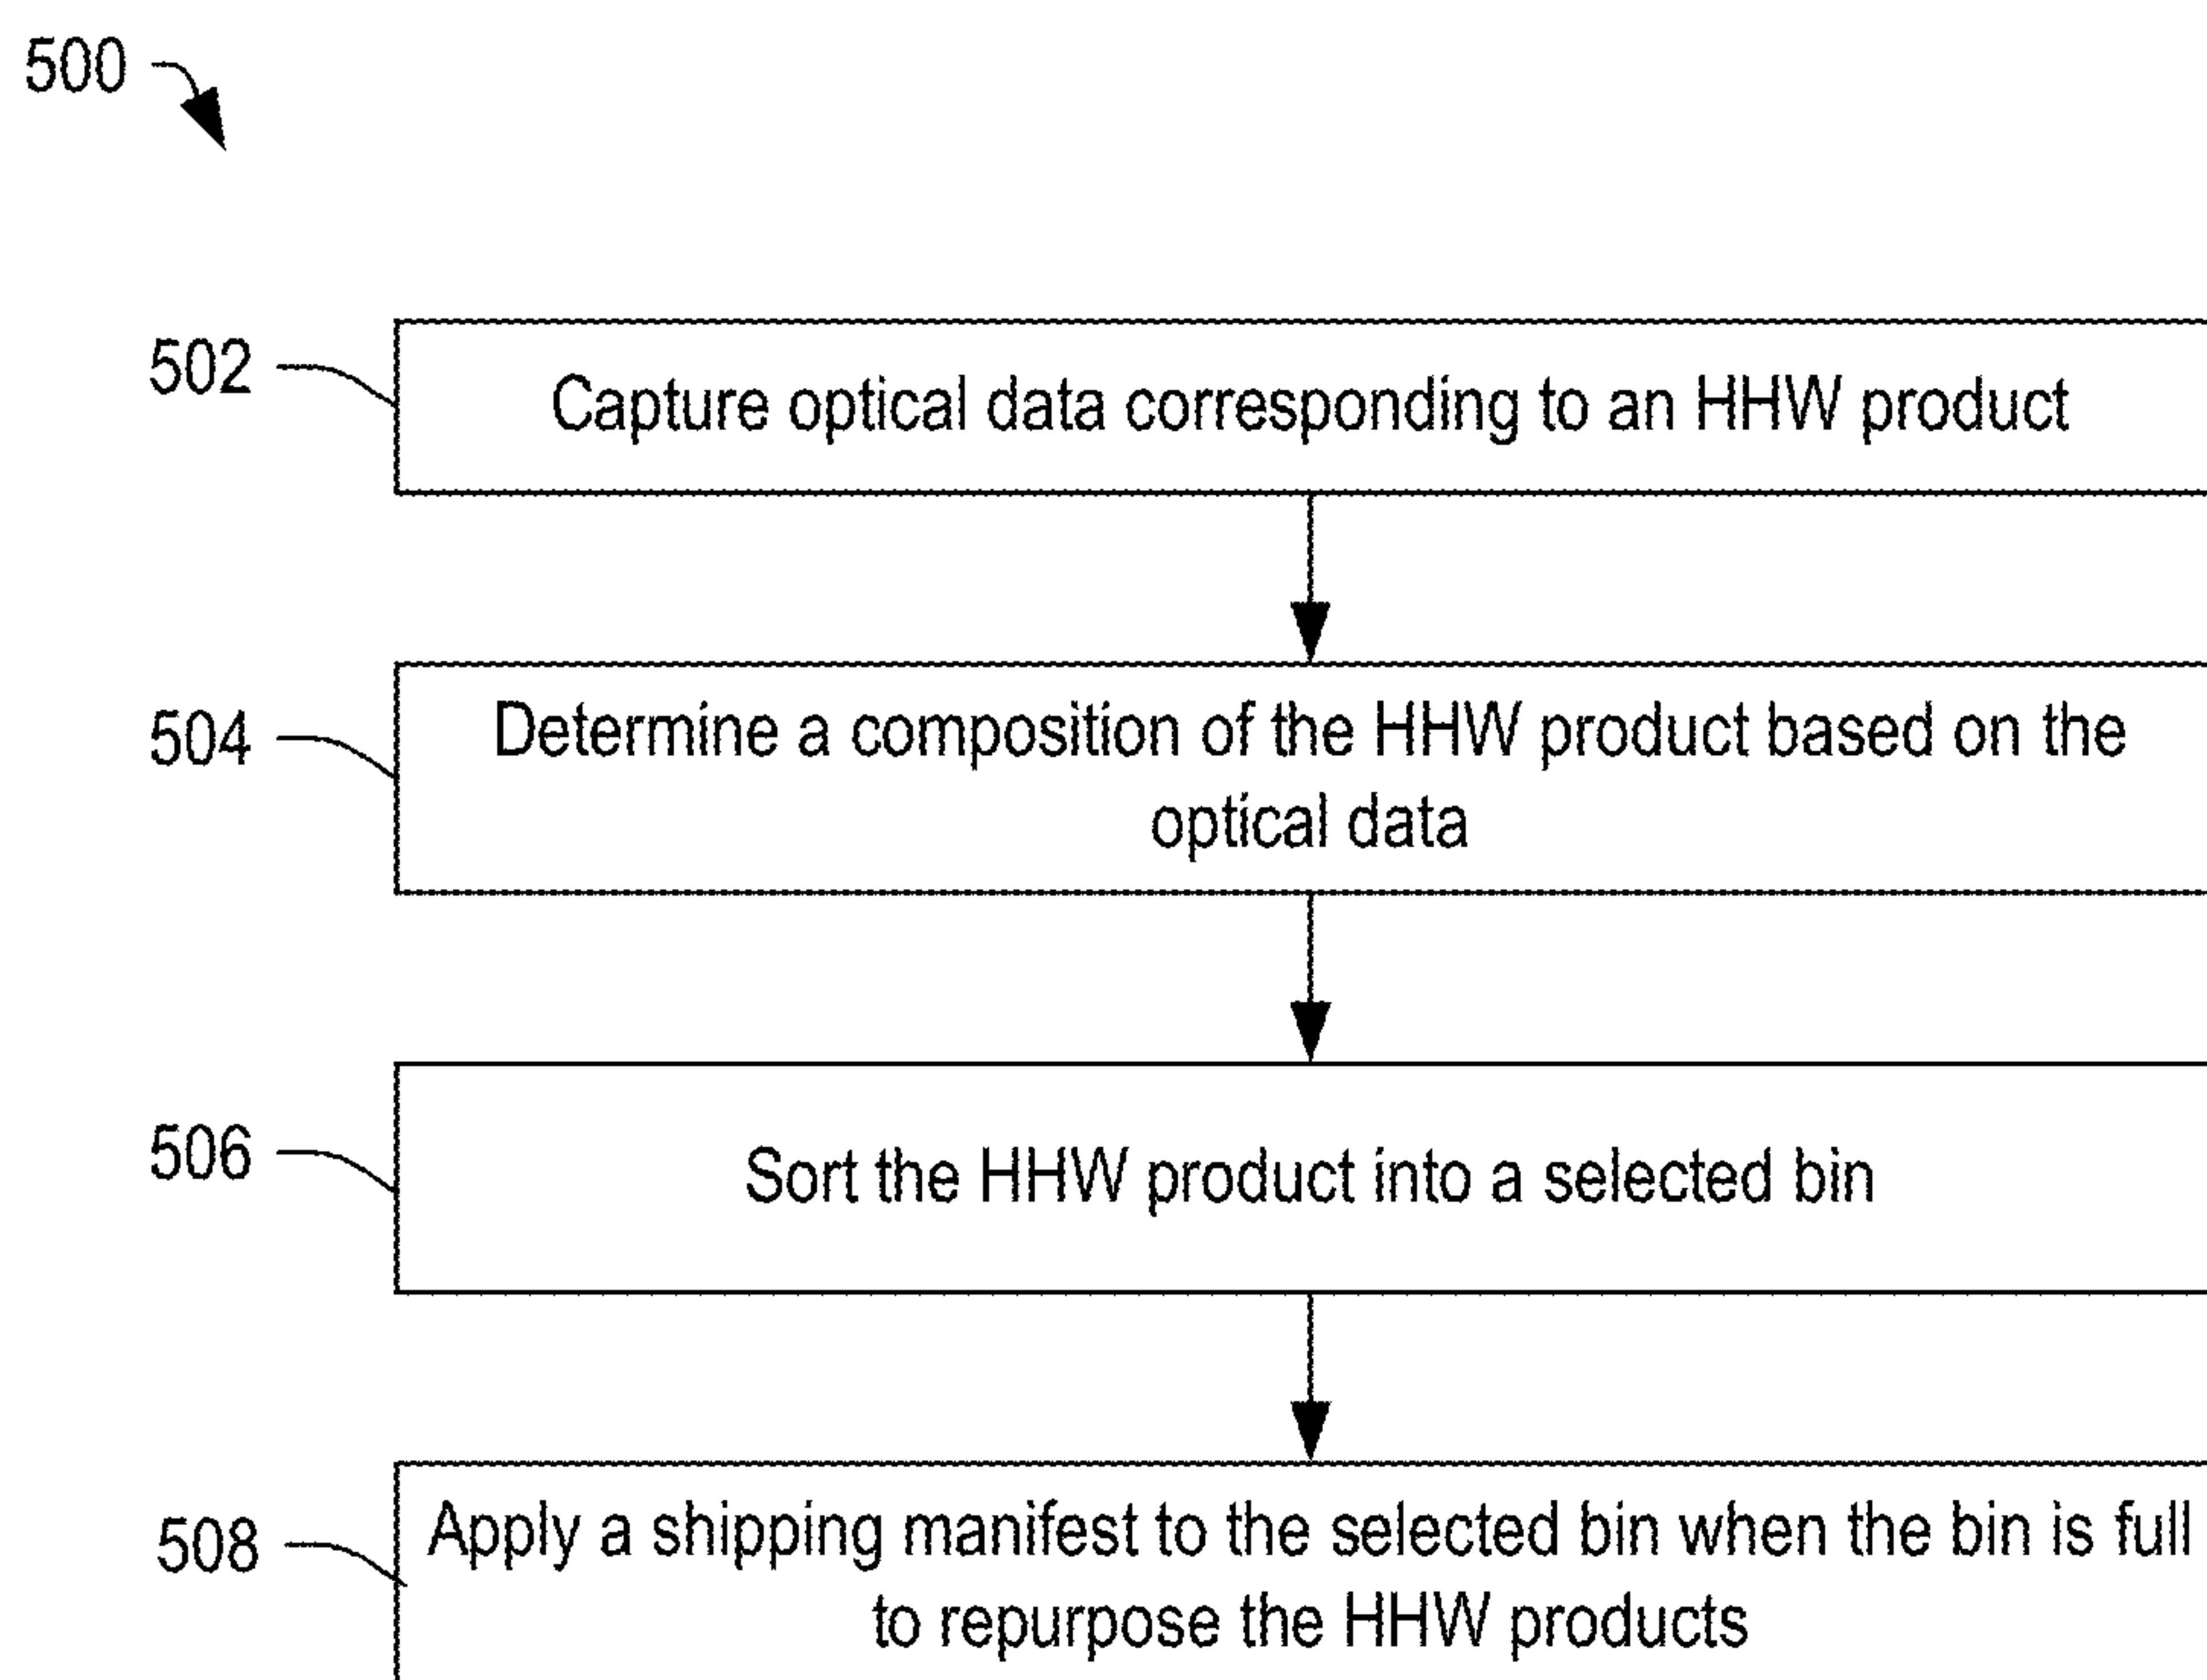 500
502
Capture optical data corresponding to an HHW product
504
Determine a composition of the HHW product based on the
optical data
506
Sort the HHW product into a selected bin
508
Apply a shipping manifest to the selected bin when the bin is full
to repurpose the HHW products